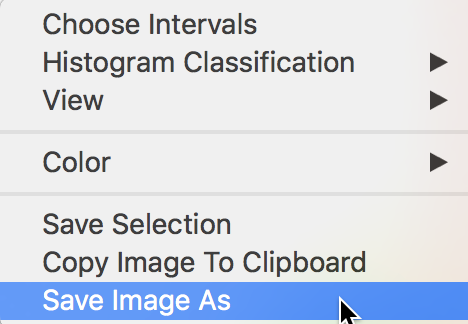 Choose Intervals
Histogram Classification
View
Color
Save Selection
Copy Image To Clipboard
Save Image As